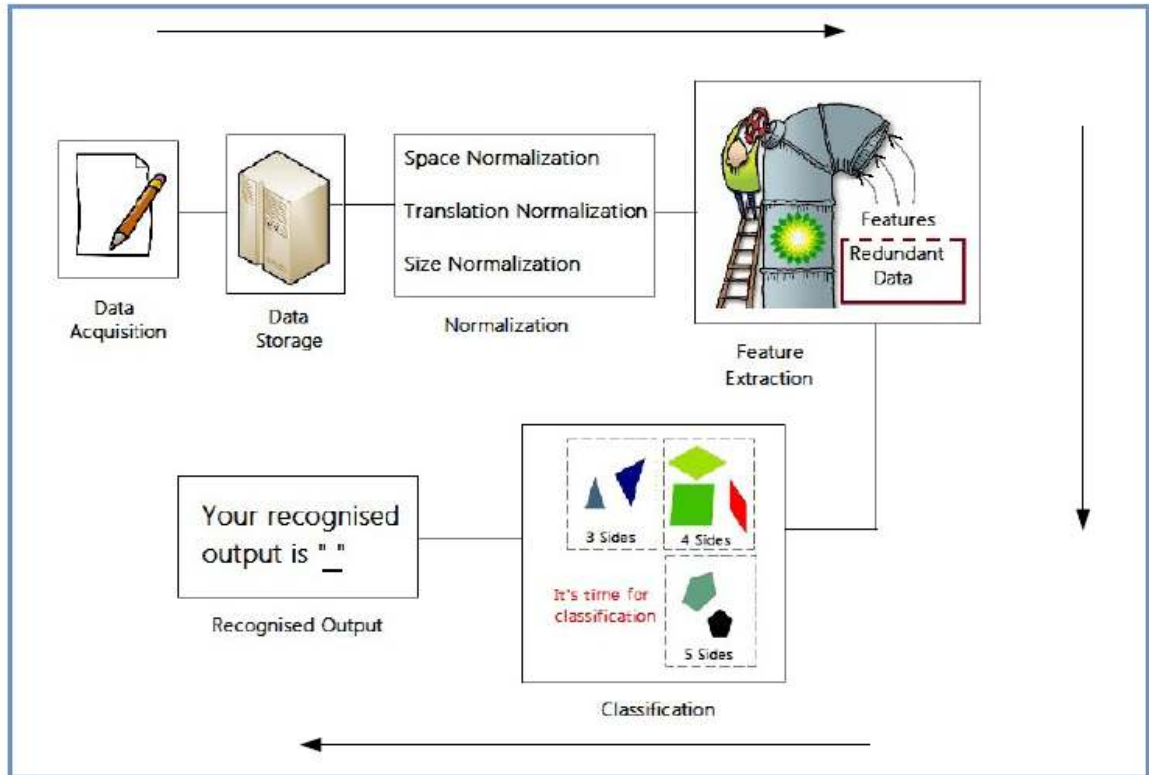 Space Normalization
Translation Normalization
Size Normalization
Features
Redundant
Data
Data
Acquisition
Data
Storage
Normalization
Feature
Extraction
3 Sides
4 Sides
Your recognised
output is "_"
It's time for
classification
5 Sides
Recognised Output
Classification